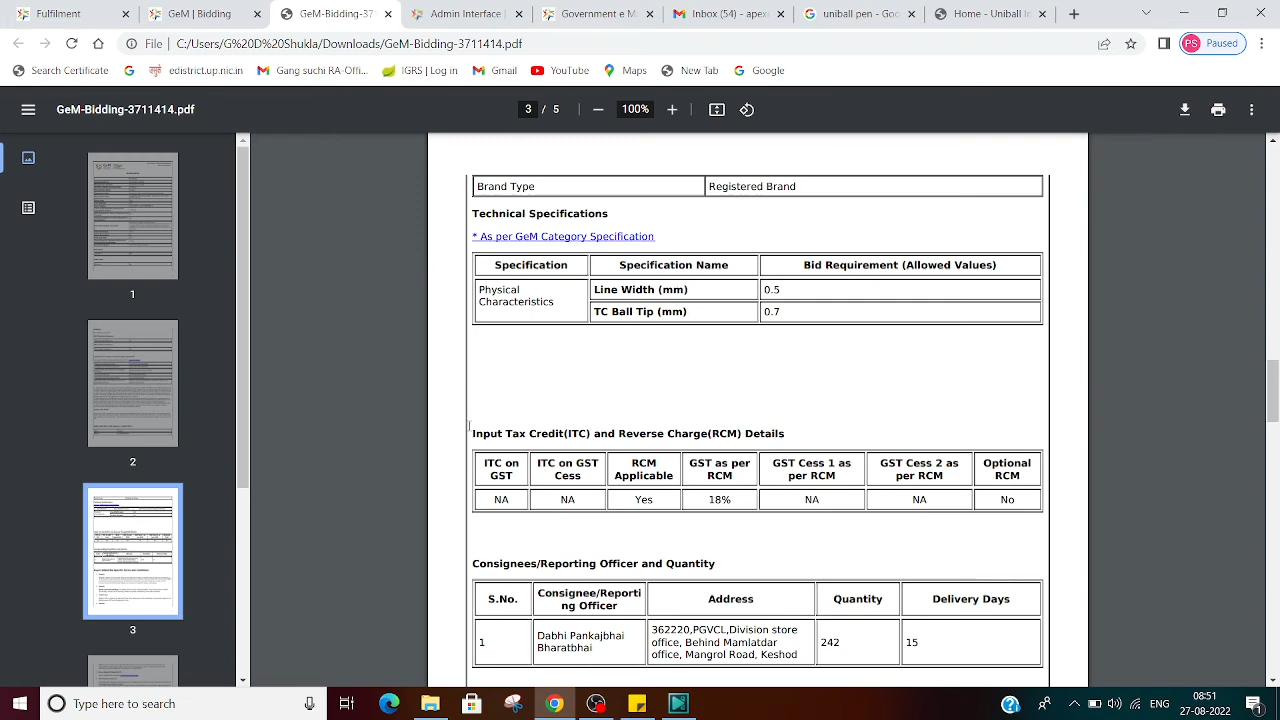 Fulfilment
GeM | Bidding
GeM-Bidding-37
Admin Interface |
Government e M
Inbox (54) - apex
uniball pen - Goo
Home - Uniball In
File | C:/Users/G%20D%20Shukla/Downloads/GeM-Bidding-3711414.pdf
PS Paused
Search Certificate
edistrict.up.nic.in
Gang such RA-Offi...
IGRS | Log in
Gmail
YouTube
Maps
New Tab
Google
GeM-Bidding-3711414.pdf
3 / 5
100%
1
2
3
Brand Type Registered Brand
Technical Specifications
* As per GeM Category Specification
Specification Specification Name Bid Requirement (Allowed Values)
Physical Characteristics Line Width (mm) 0.5
TC Ball Tip (mm) 0.7
Input Tax Credit(ITC) and Reverse Charge(RCM) Details
ITC on GST ITC on GST Cess RCM Applicable GST as per RCM GST Cess 1 as per RCM GST Cess 2 as per RCM Optional RCM
NA NA Yes 18% NA NA No
Consignees/Reporting Officer and Quantity
S.No. Consignee/Reporti ng Officer Address Quantity Delivery Days
1 Dabhi Pankajbhai Bharatbhai 362220,PGVCL,Division store office, Behind Mamlatdar office, Mangrol Road, Keshod 242 15
Type here to search
ENG
08:51
27-08-2022